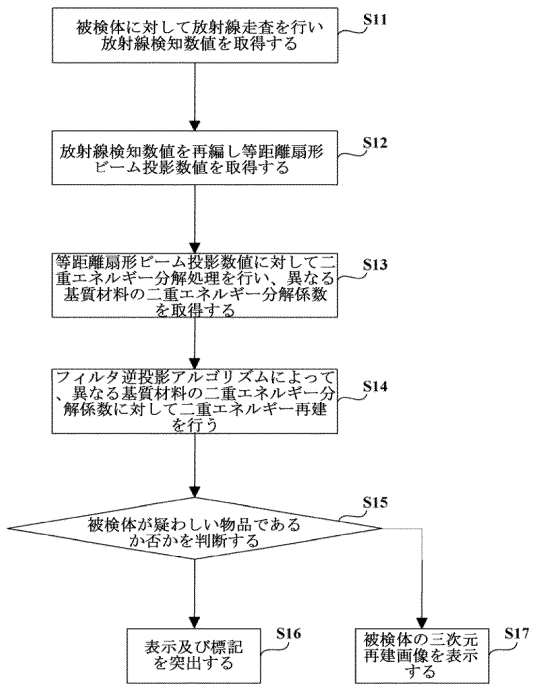 S11
被検体に対して放射線走査を行い
放射線検知数値を取得する
S12
放射線検知数値を再編し等距離扇形
ビーム投影数値を取得する
S13
等距離扇形ビーム投影数値に対して二
重エネルギー分解処理を行い、異なる
基質材料の二重エネルギー分解係数
を取得する
S14
フィルタ逆投影アルゴリズムによって
、異なる基質材料の二重エネルギー分
解係数に対して二重エネルギー再建
を行う
S15
被検体が疑わしい物品である
か否かを判断する
S16
表示及び標記
を突出する
S17
被検体の三次元
再建画像を表示
する